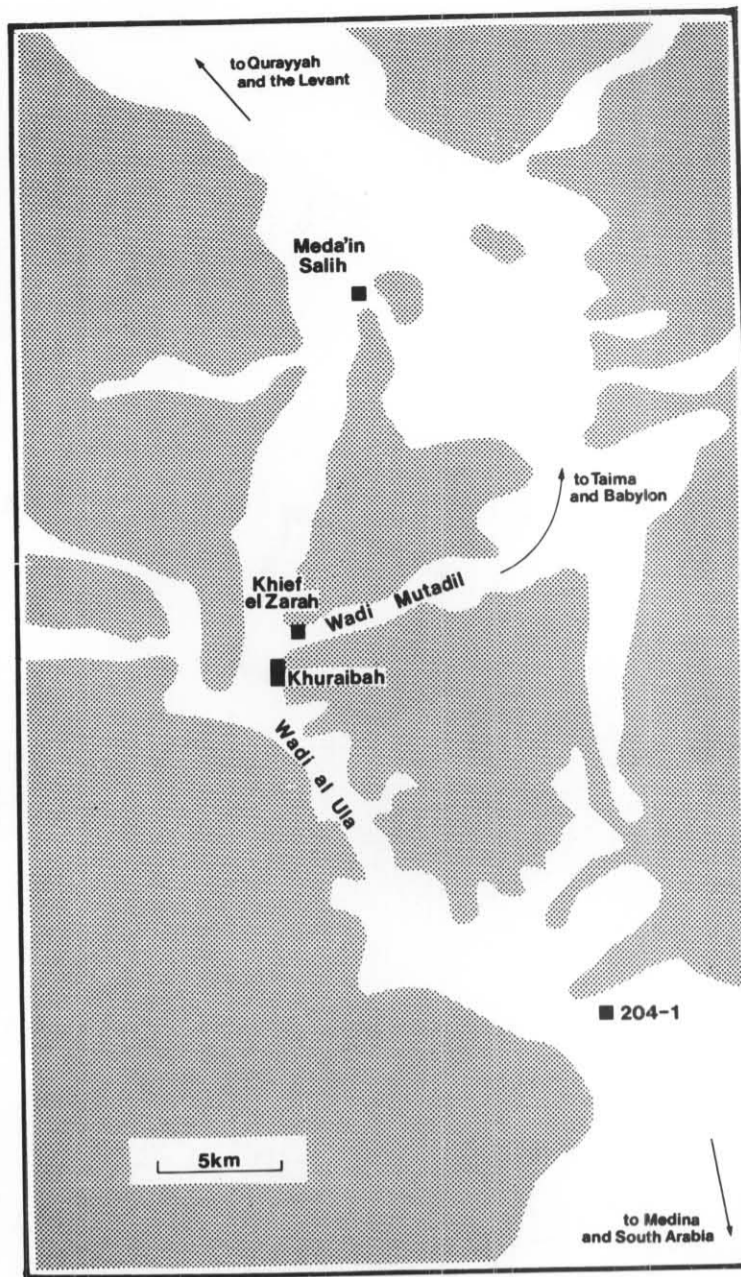 to Qurayyah
and the Levant
Meda'in
Salih
to Taima
and Babylon
Khief
el Zarah
Wadi Mutadil
Khuraibah
Wadi al Ula
204-1
5km
to Medina
and South Arabia